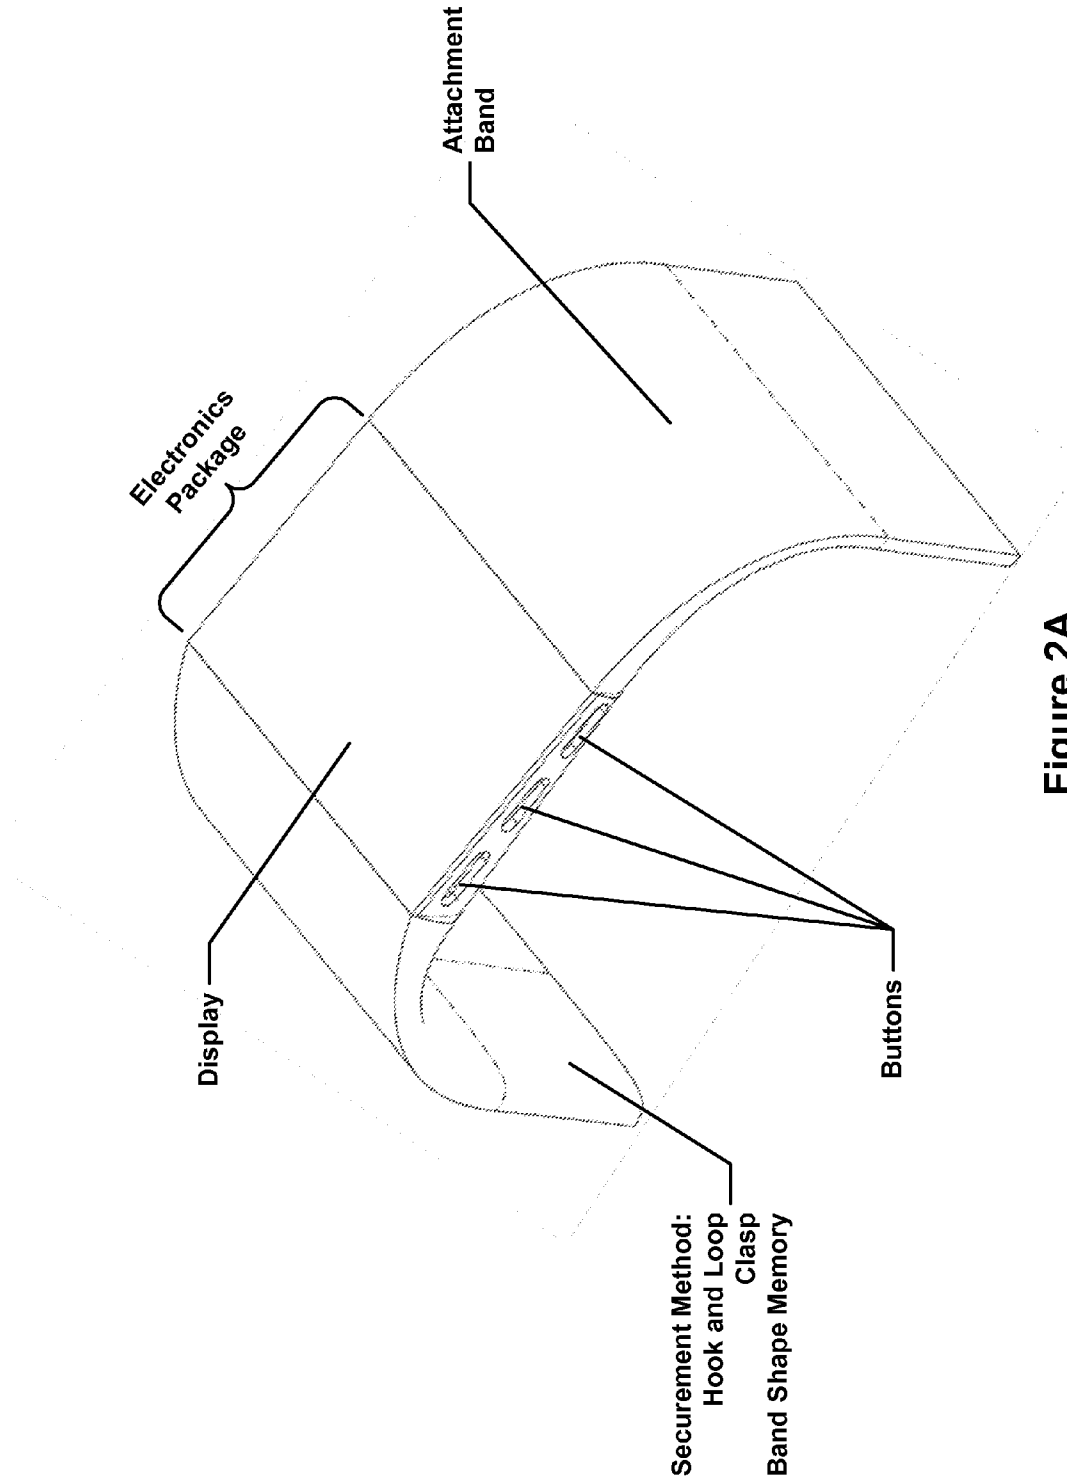 Electronics
Package
Attachment
Band
Display
Securement Method:
Hook and Loop
Clasp
Band Shape Memory
Buttons
Figure 2A